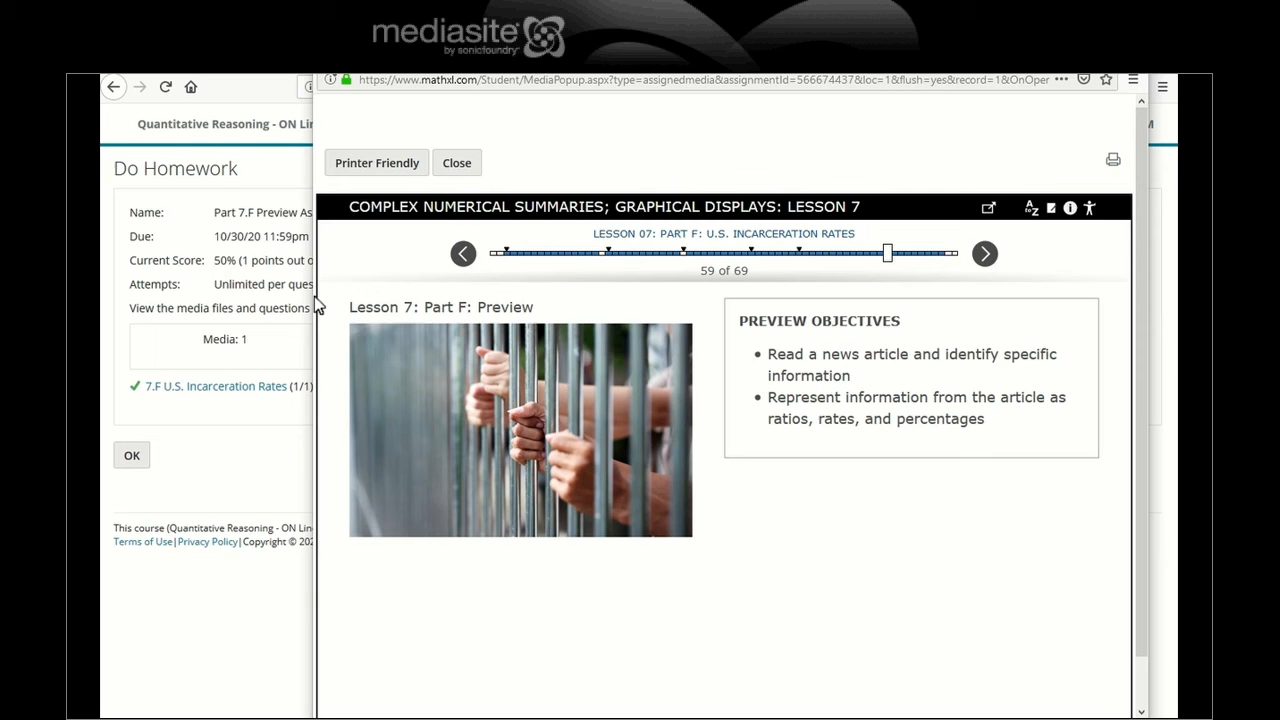 mediasite
by sonicfoundry
https://www.mathxl.com/Student/MediaPopup.aspx?type=assignedmedia&assignmentId=566674437&loc=1&flush=yes&record=1&OnOper
Quantitative Reasoning - ON Lin
M
Do Homework
Printer Friendly
Close
Name: Part 7.F Preview As
Due: 10/30/20 11:59pm
Current Score: 50% (1 points out o
Attempts: Unlimited per ques
View the media files and questions
Media: 1
7.F U.S. Incarceration Rates (1/1)
OK
This course (Quantitative Reasoning - ON Lin
Terms of Use|Privacy Policy|Copyright © 202
COMPLEX NUMERICAL SUMMARIES; GRAPHICAL DISPLAYS: LESSON 7
A to Z
LESSON 07: PART F: U.S. INCARCERATION RATES
59 of 69
Lesson 7: Part F: Preview
PREVIEW OBJECTIVES
• Read a news article and identify specific
information
• Represent information from the article as
ratios, rates, and percentages